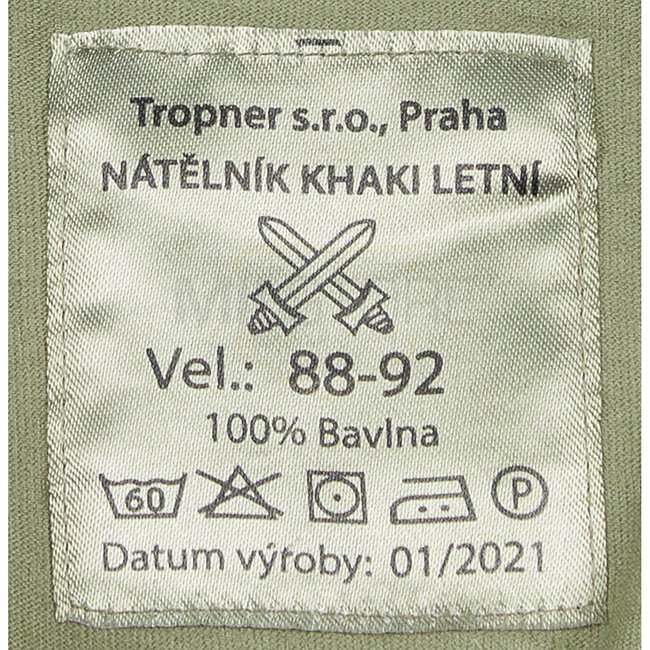 Tropner s.r.o., Praha
NÁTĚLNÍK KHAKI LETNÍ
Vel.: 88-92
100% Bavlna
60 P
Datum výroby: 01/2021